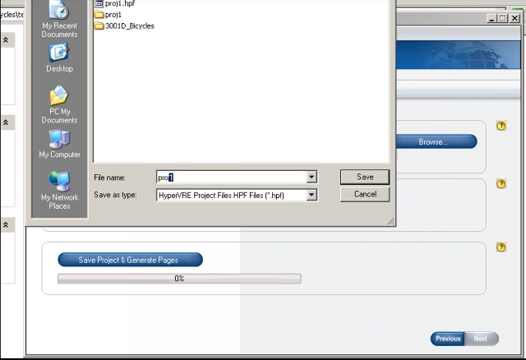 ycles\te
proj1.hpf
proj1
3001D_Bicycles
My Recent
Documents
Desktop
PC My
Documents
My Computer
My Network
Places
File name:
proj1
Save
Save as type:
HyperVRE Project Files HPF Files (*.hpf)
Cancel
Browse...
Save Project & Generate Pages
0%
Previous
Next